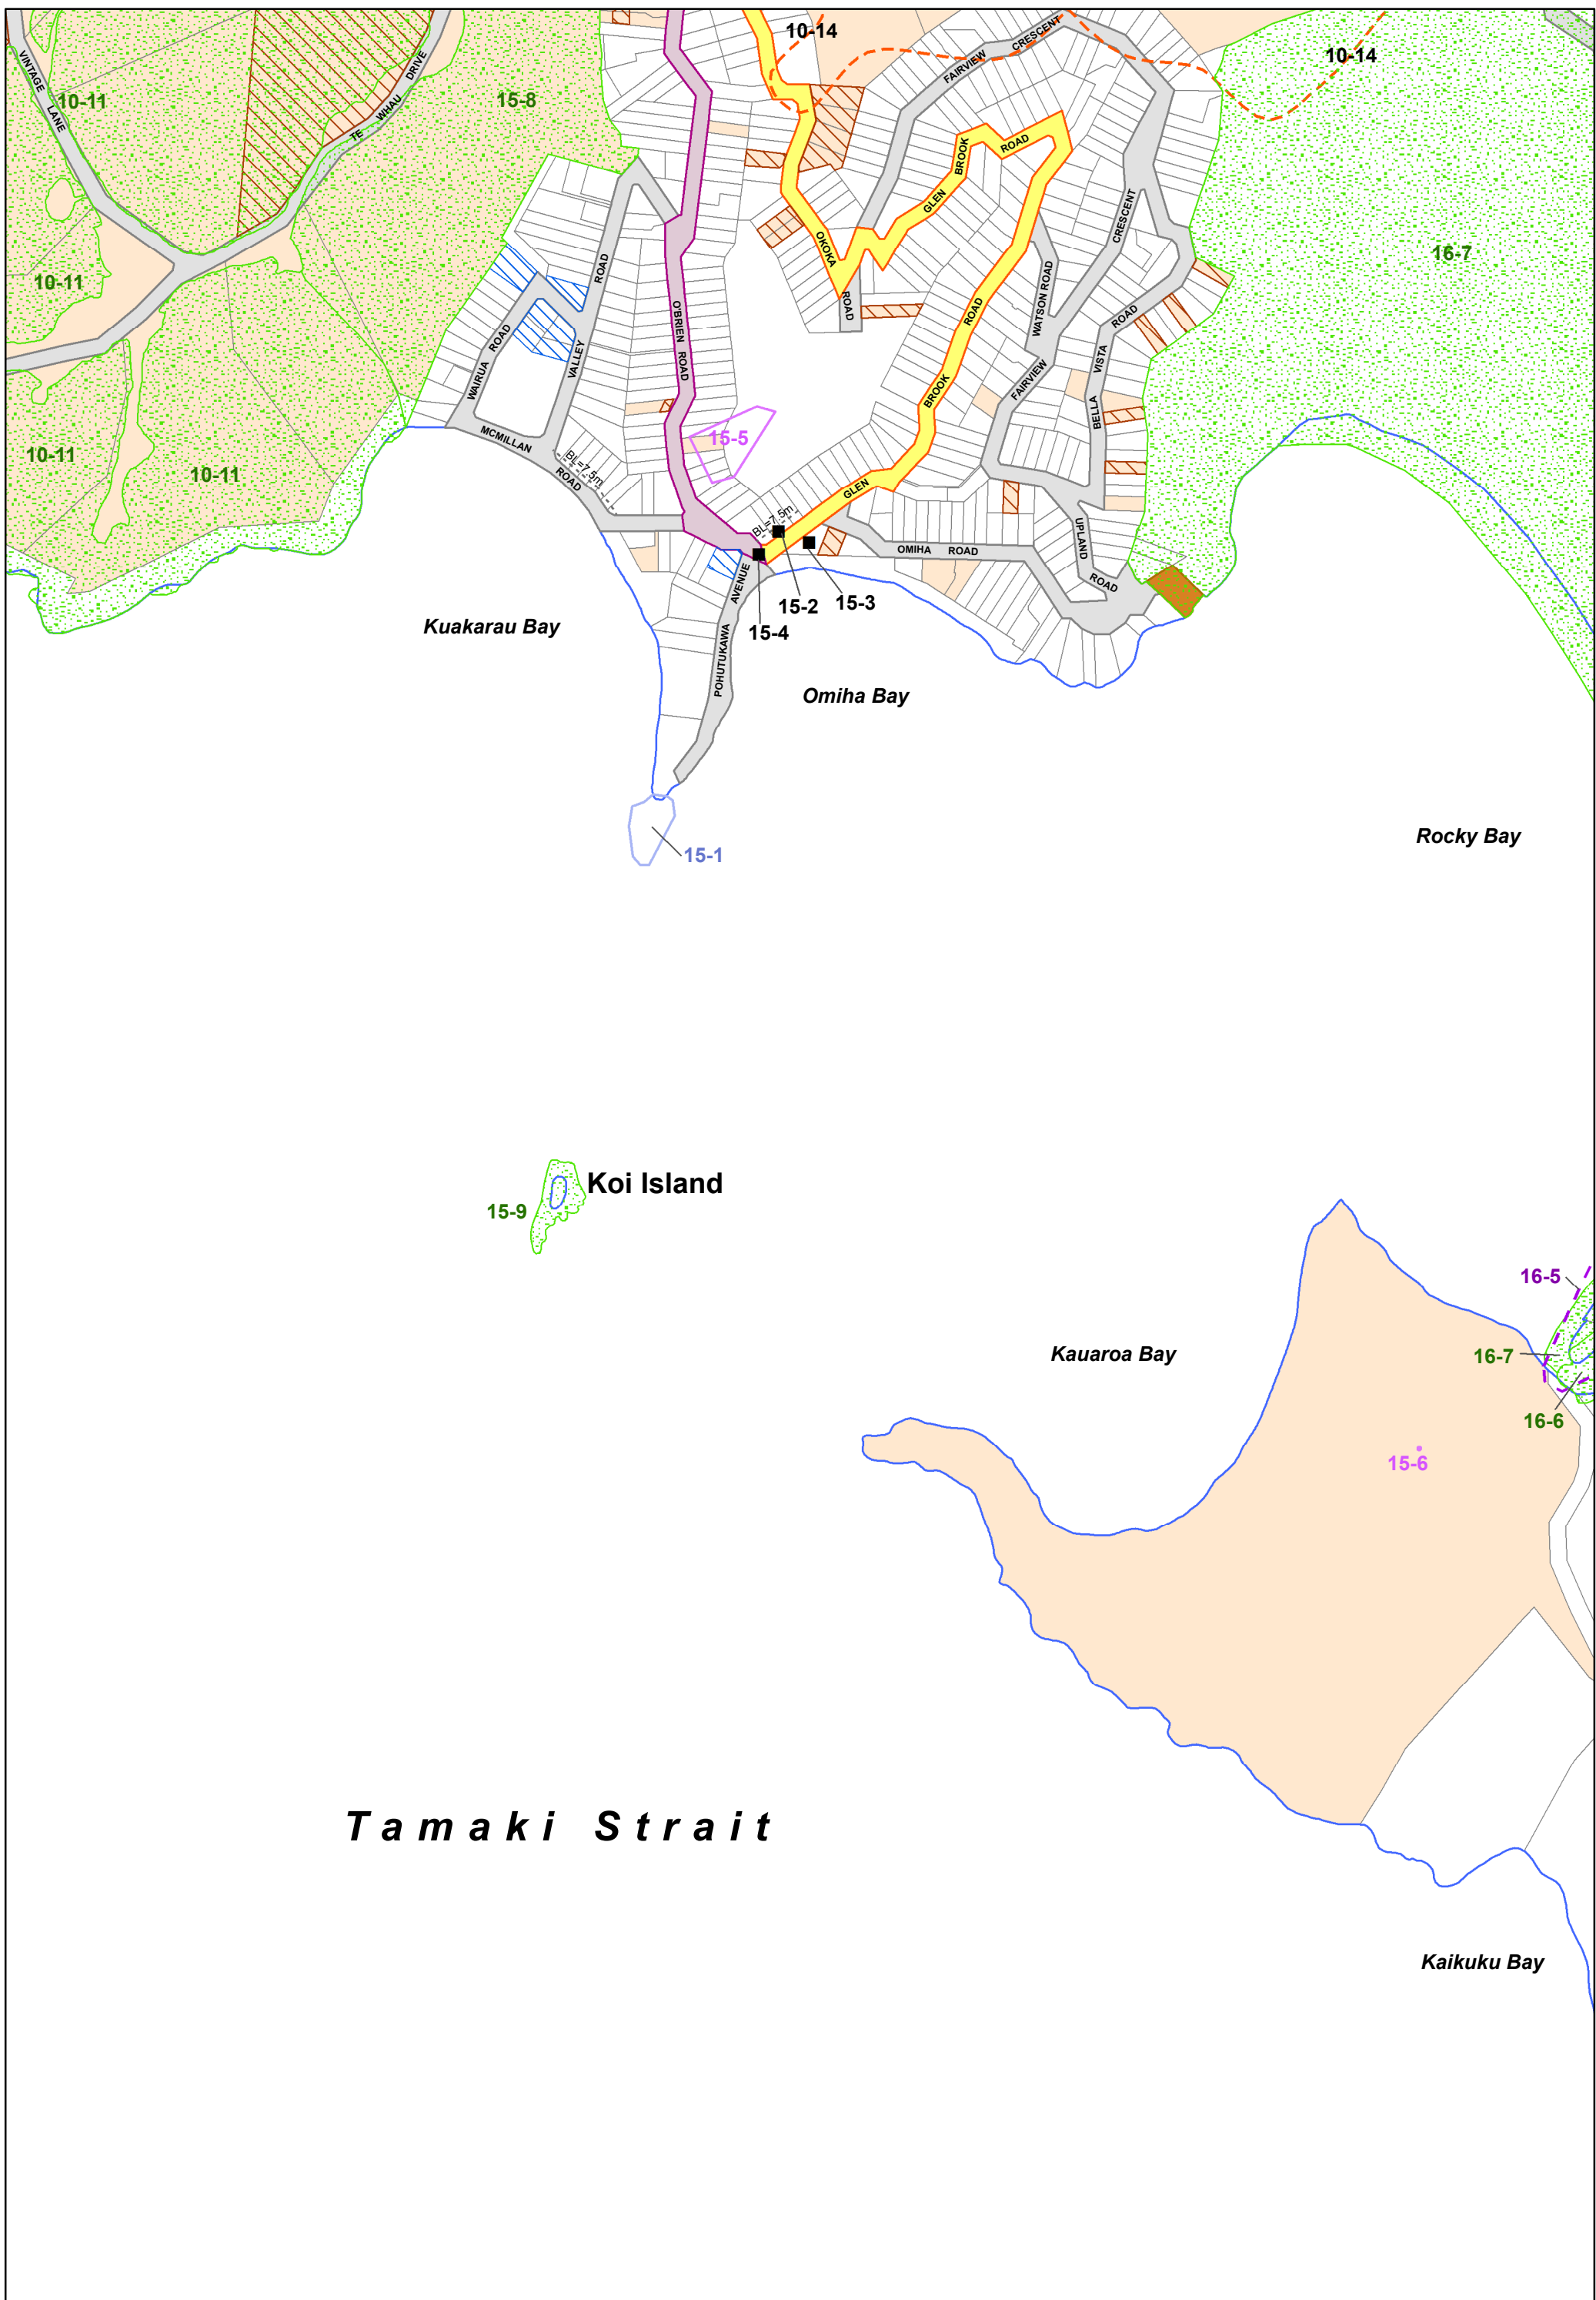 10-14
10-14
FAIRVIEW
CRESCENT
VINTAGE
LANE
10-11
TE
WHAU
DRIVE
15-8
BROOK
ROAD
GLEN
OKOKA
ROAD
CRESCENT
16-7
10-11
ROAD
WAIRUA
ROAD
VALLEY
O'BRIEN
ROAD
WATSON ROAD
ROAD
BROOK
GLEN
FAIRVIEW
ROAD
VISTA
BELLA
10-11
10-11
MCMILLAN
ROAD
BL=7.5m
15-5
BL=7.5m
OMIHA
ROAD
UPLAND
ROAD
AVENUE
POHUTUKAWA
15-2
15-3
15-4
Kuakarau Bay
Omiha Bay
Rocky Bay
15-1
Koi Island
15-9
16-5
Kauaroa Bay
16-7
16-6
15-6
Tamaki Strait
Kaikuku Bay